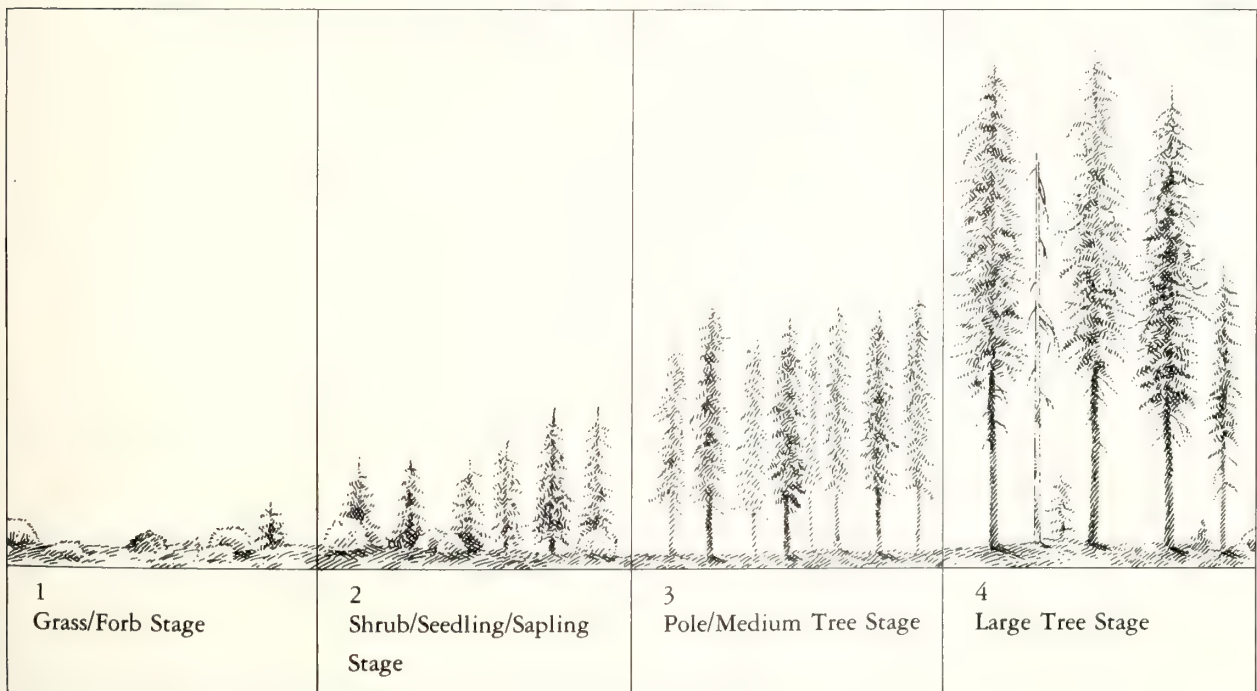 1
Grass/Forb Stage
2
Shrub/Seedling/Sapling
Stage
3
Pole/Medium Tree Stage
4
Large Tree Stage